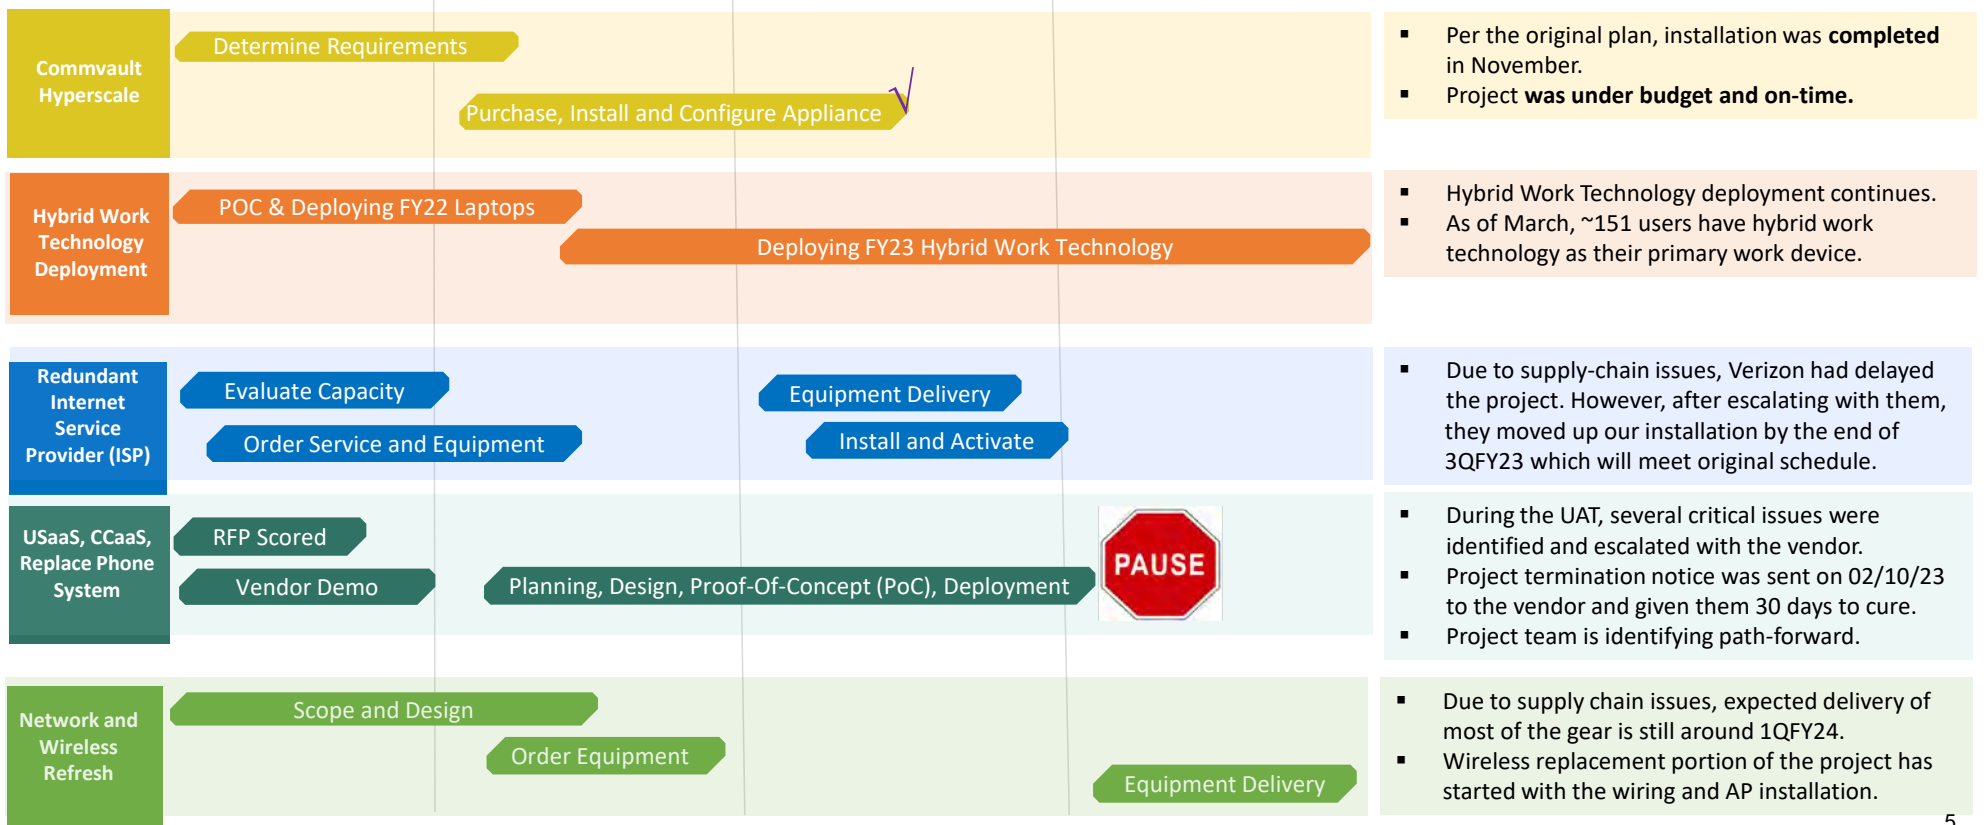 Commvault
Hyperscale
Determine Requirements
Purchase, Install and Configure Appliance
▪ Per the original plan, installation was completed
in November.
▪ Project was under budget and on-time.
Hybrid Work
Technology
Deployment
POC & Deploying FY22 Laptops
Deploying FY23 Hybrid Work Technology
▪ Hybrid Work Technology deployment continues.
▪ As of March, ~151 users have hybrid work
technology as their primary work device.
Redundant
Internet
Service
Provider (ISP)
Evaluate Capacity
Order Service and Equipment
Equipment Delivery
Install and Activate
▪ Due to supply-chain issues, Verizon had delayed
the project. However, after escalating with them,
they moved up our installation by the end of
3QFY23 which will meet original schedule.
USaaS, CCaaS,
Replace Phone
System
RFP Scored
Vendor Demo
Planning, Design, Proof-Of-Concept (PoC), Deployment
PAUSE
▪ During the UAT, several critical issues were
identified and escalated with the vendor.
▪ Project termination notice was sent on 02/10/23
to the vendor and given them 30 days to cure.
▪ Project team is identifying path-forward.
Network and
Wireless
Refresh
Scope and Design
Order Equipment
Equipment Delivery
▪ Due to supply chain issues, expected delivery of
most of the gear is still around 1QFY24.
▪ Wireless replacement portion of the project has
started with the wiring and AP installation.
5